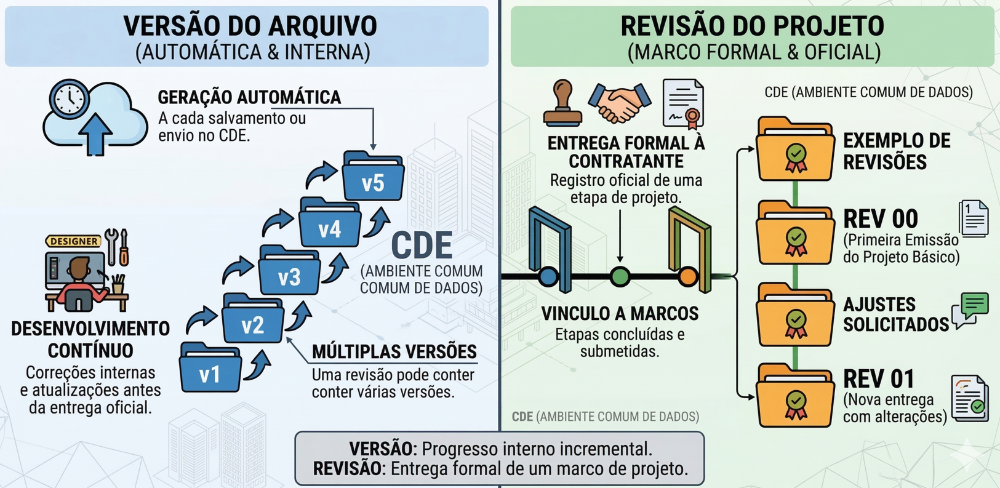 VERSÃO DO ARQUIVO
(AUTOMÁTICA & INTERNA)
GERAÇÃO AUTOMÁTICA
A cada salvamento ou
envio no CDE.
v5
v4
v3
v2
v1
CDE
(AMBIENTE COMUM
COMUM DE DADOS)
DESIGNER
DESENVOLVIMENTO
CONTÍNUO
Correções internas
e atualizações antes
da entrega oficial.
MÚLTIPLAS VERSÕES
Uma revisão pode conter
conter várias versões.
REVISÃO DO PROJETO
(MARCO FORMAL & OFICIAL)
ENTREGA FORMAL À
CONTRATANTE
Registro oficial de uma
etapa de projeto.
VINCULO A MARCOS
Etapas concluídas e
submetidas.
CDE (AMBIENTE COMUM DE DADOS)
CDE (AMBIENTE COMUM DE DADOS)
EXEMPLO DE
REVISÕES
REV 00
(Primeira Emissão
do Projeto Básico)
1
AJUSTES
SOLICITADOS
REV 01
(Nova entrega
com alterações)
VERSÃO: Progresso interno incremental.
REVISÃO: Entrega formal de um marco de projeto.